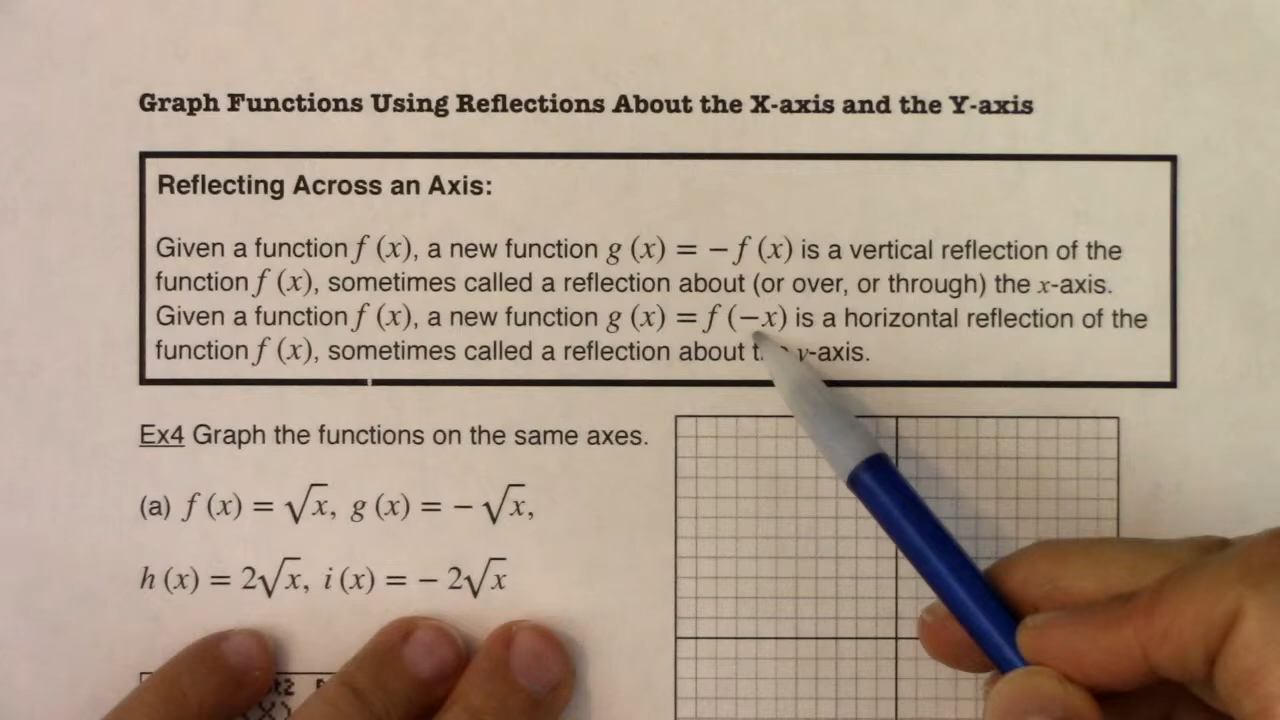 Graph Functions Using Reflections About the X-axis and the Y-axis
Reflecting Across an Axis:
Given a function f (x), a new function g (x) = −f (x) is a vertical reflection of the
function f (x), sometimes called a reflection about (or over, or through) the x-axis.
Given a function f (x), a new function g (x) = f (−x) is a horizontal reflection of the
function f (x), sometimes called a reflection about y-axis.
Ex4 Graph the functions on the same axes.
(a) f (x) = √x, g (x) = − √x,
h (x) = 2√x, i (x) = − 2√x